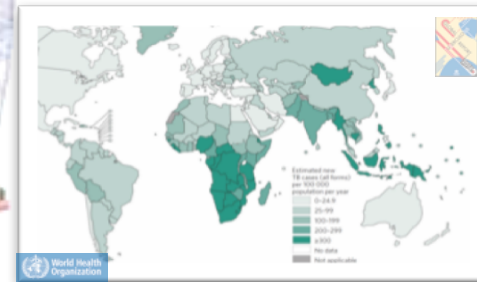 Estimated new
TB cases (all forms)
per 100 000
population per year
0–24.9
25–99
100–199
200–299
≥300
No data
Not applicable
World Health
Organization